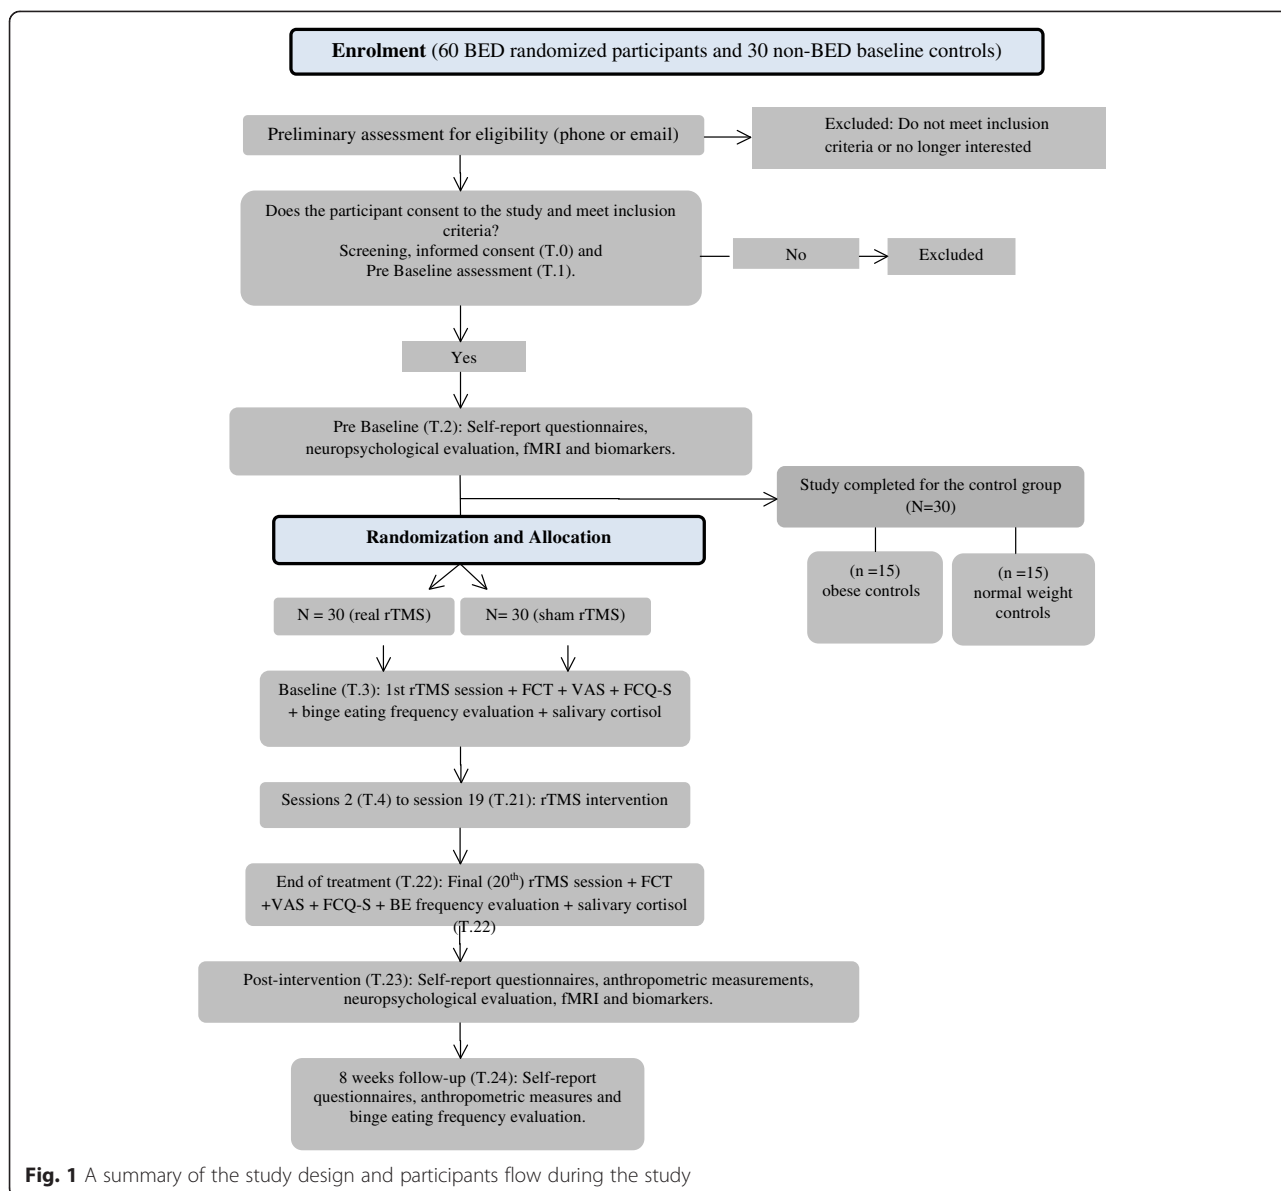 Enrolment (60 BED randomized participants and 30 non-BED baseline controls)
Preliminary assessment for eligibility (phone or email)
Excluded: Do not meet inclusion
criteria or no longer interested
Does the participant consent to the study and meet inclusion
criteria?
Screening, informed consent (T.0) and
Pre Baseline assessment (T.1).
No
Excluded
Yes
Pre Baseline (T.2): Self-report questionnaires,
neuropsychological evaluation, fMRI and biomarkers.
Study completed for the control group
(N=30)
Randomization and Allocation
(n =15)
obese controls
(n =15)
normal weight
controls
N = 30 (real rTMS)
N= 30 (sham rTMS)
Baseline (T.3): 1st rTMS session + FCT + VAS + FCQ-S
+ binge eating frequency evaluation + salivary cortisol
Sessions 2 (T.4) to session 19 (T.21): rTMS intervention
End of treatment (T.22): Final (20th) rTMS session + FCT
+VAS + FCQ-S + BE frequency evaluation + salivary cortisol
(T.22)
Post-intervention (T.23): Self-report questionnaires, anthropometric measurements,
neuropsychological evaluation, fMRI and biomarkers.
8 weeks follow-up (T.24): Self-report
questionnaires, anthropometric measures and
binge eating frequency evaluation.
Fig. 1 A summary of the study design and participants flow during the study